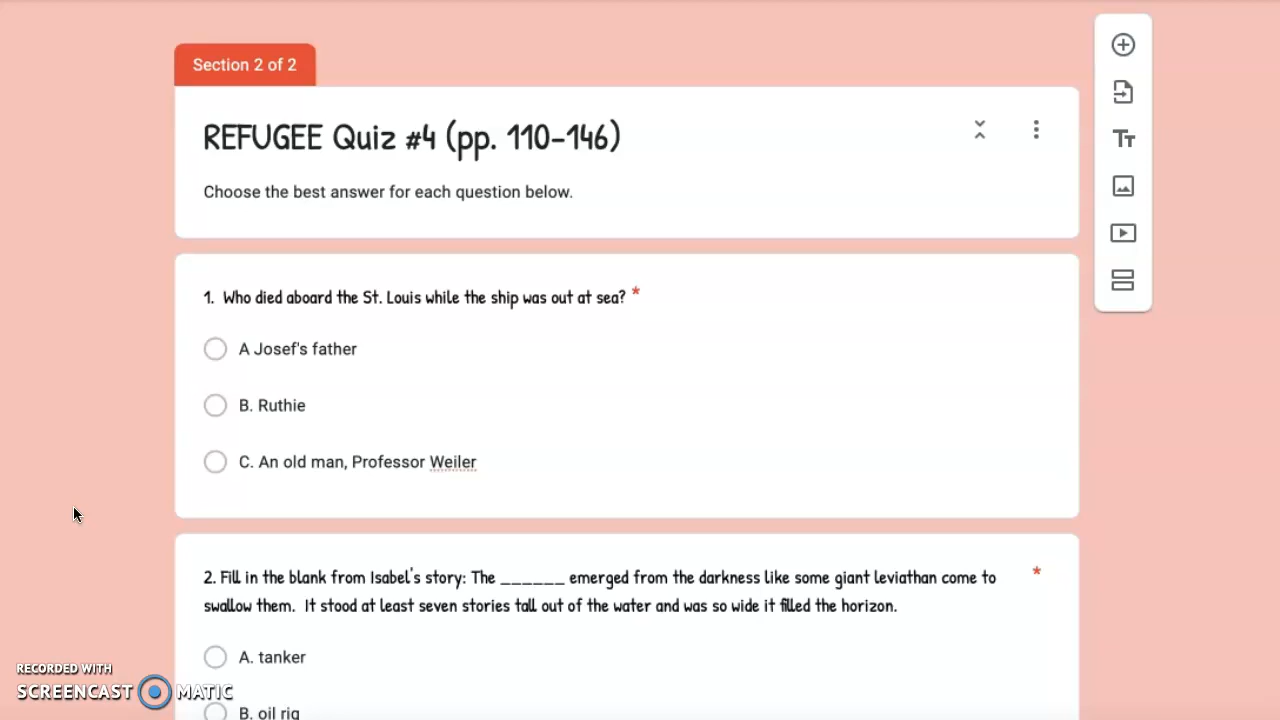 Section 2 of 2
REFUGEE Quiz #4 (pp. 110-146)
Choose the best answer for each question below.
1. Who died aboard the St. Louis while the ship was out at sea? *
A Josef's father
B. Ruthie
C. An old man, Professor Weiler
2. Fill in the blank from Isabel's story: The ______ emerged from the darkness like some giant leviathan come to *
swallow them. It stood at least seven stories tall out of the water and was so wide it filled the horizon.
A. tanker
B. oil rig
RECORDED WITH
SCREENCAST MATIC
Tт